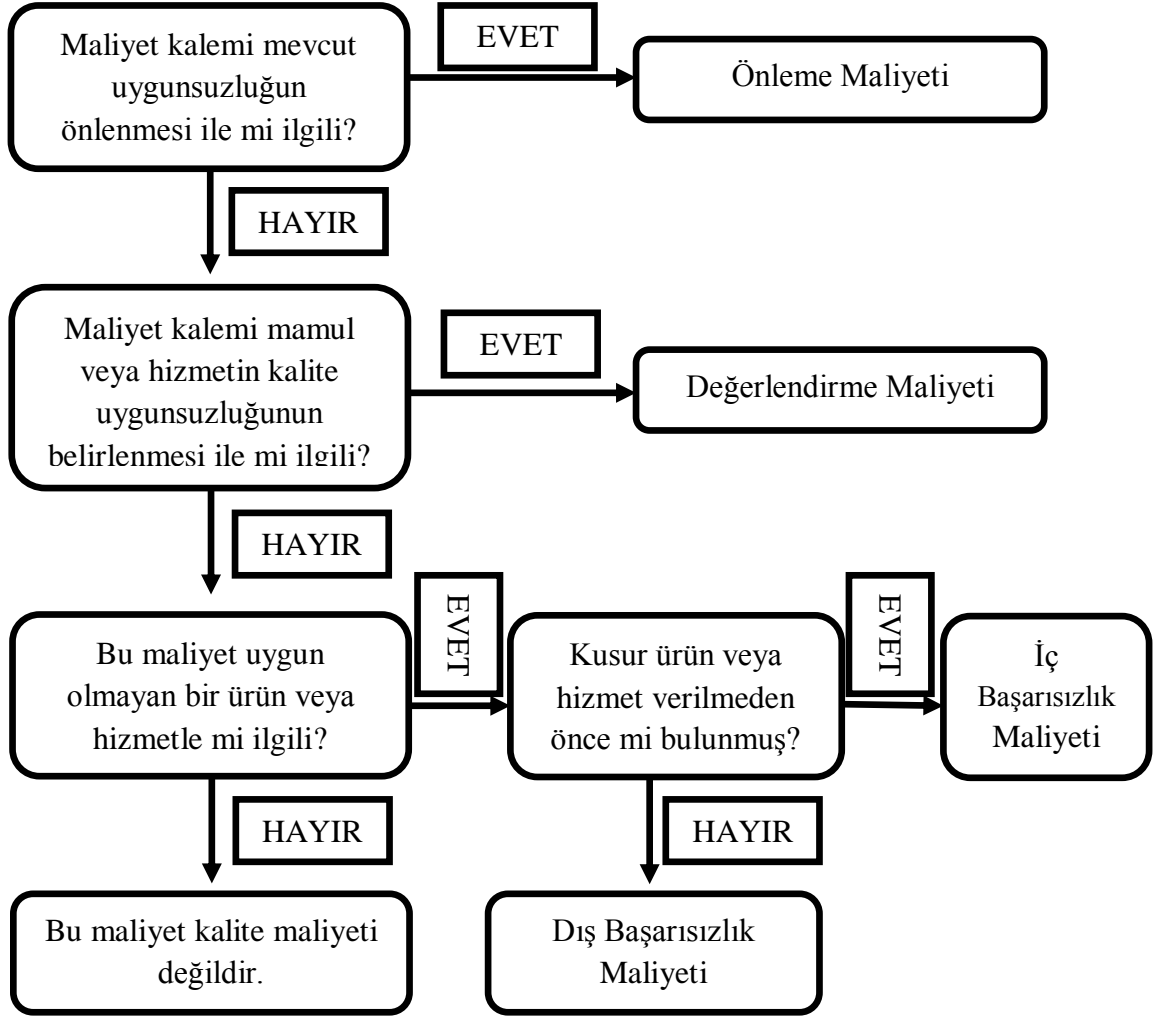 Maliyet kalemi mevcut
uygunsuzluğun
önlenmesi ile mi ilgili?
EVET
Önleme Maliyeti
HAYIR
Maliyet kalemi mamul
veya hizmetin kalite
uygunsuzluğunun
belirlenmesi ile mi ilgili?
EVET
Değerlendirme Maliyeti
HAYIR
Bu maliyet uygun
olmayan bir ürün veya
hizmetle mi ilgili?
EVET
Kusur ürün veya
hizmet verilmeden
önce mi bulunmuş?
EVET
İç
Başarısızlık
Maliyeti
HAYIR
Bu maliyet kalite maliyeti
değildir.
HAYIR
Dış Başarısızlık
Maliyeti